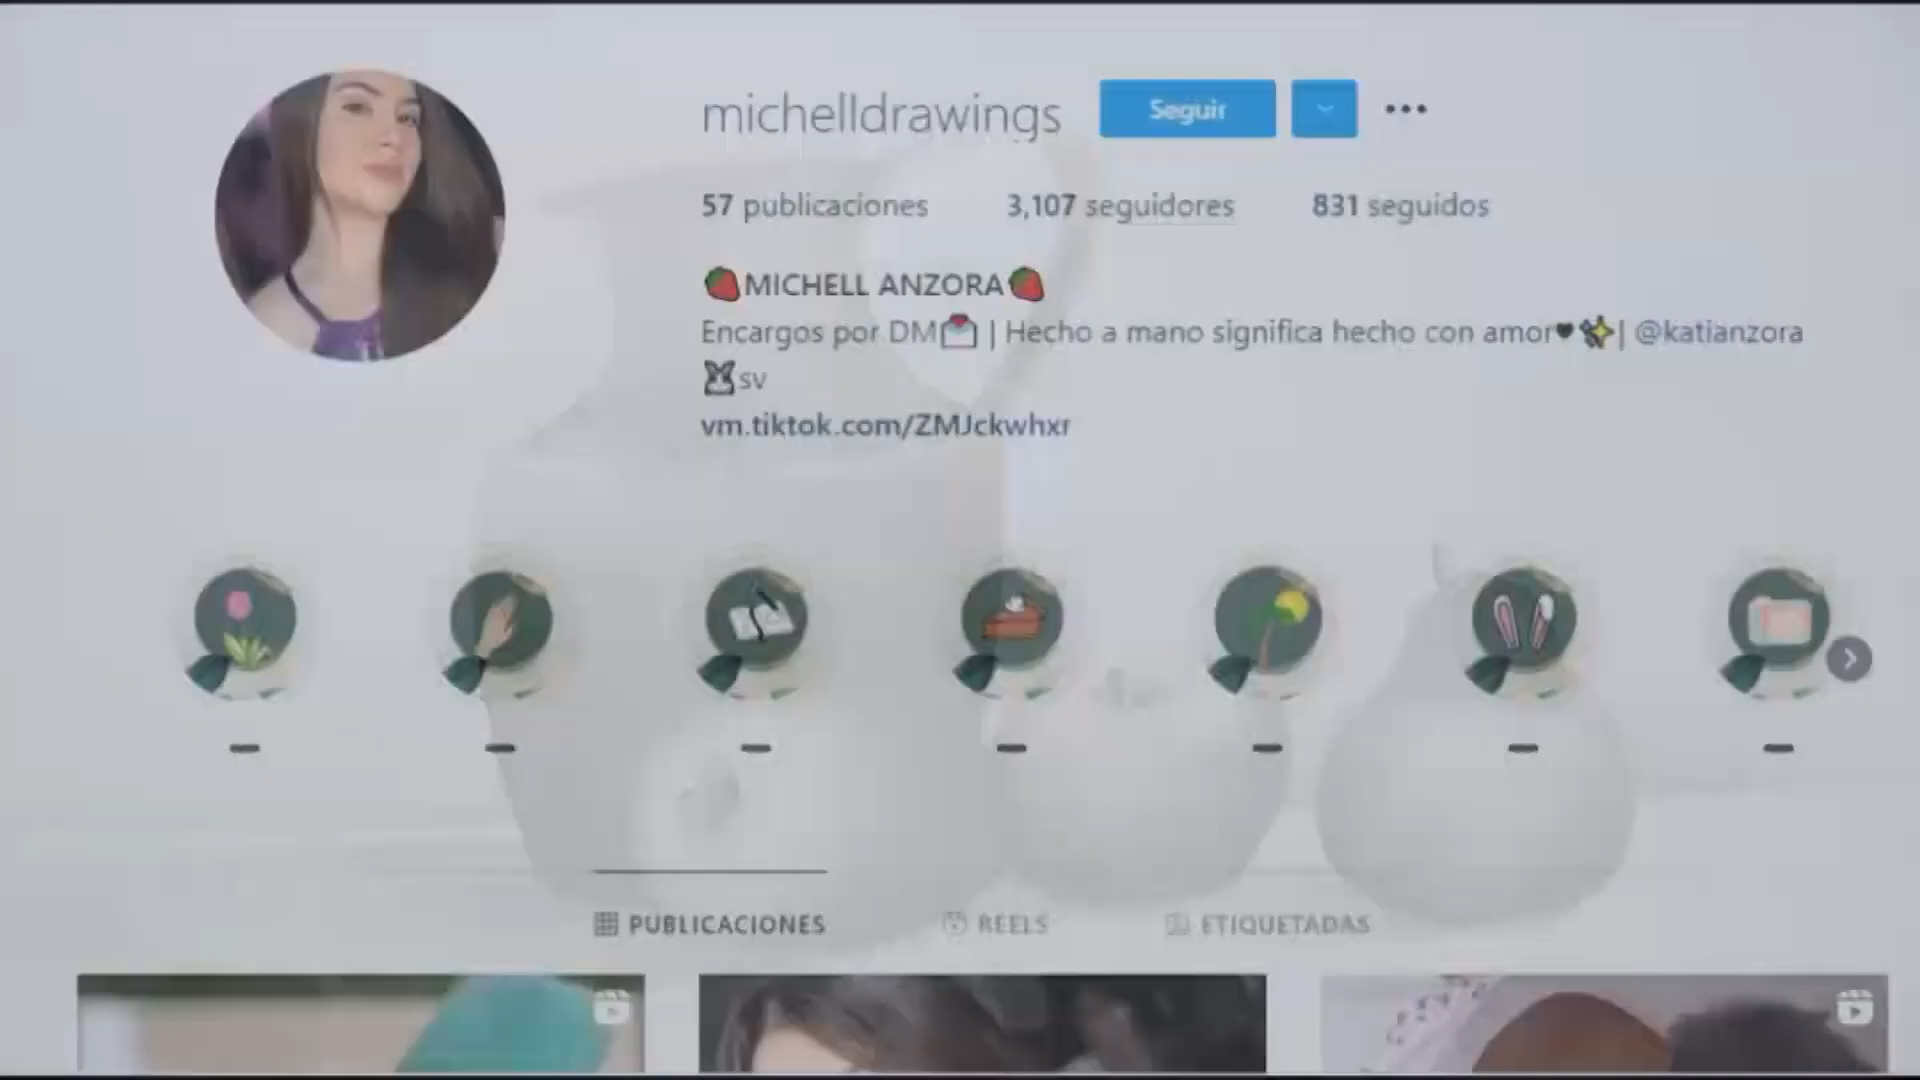 michelldrawings Seguir
57 publicaciones 3,107 seguidores 831 seguidos
🍓MICHELL ANZORA🍓
Encargos por DM💌 | Hecho a mano significa hecho con amor♥✨| @katianzora
🐰sv
vm.tiktok.com/ZMJckwhxr
PUBLICACIONES REELS ETIQUETADAS